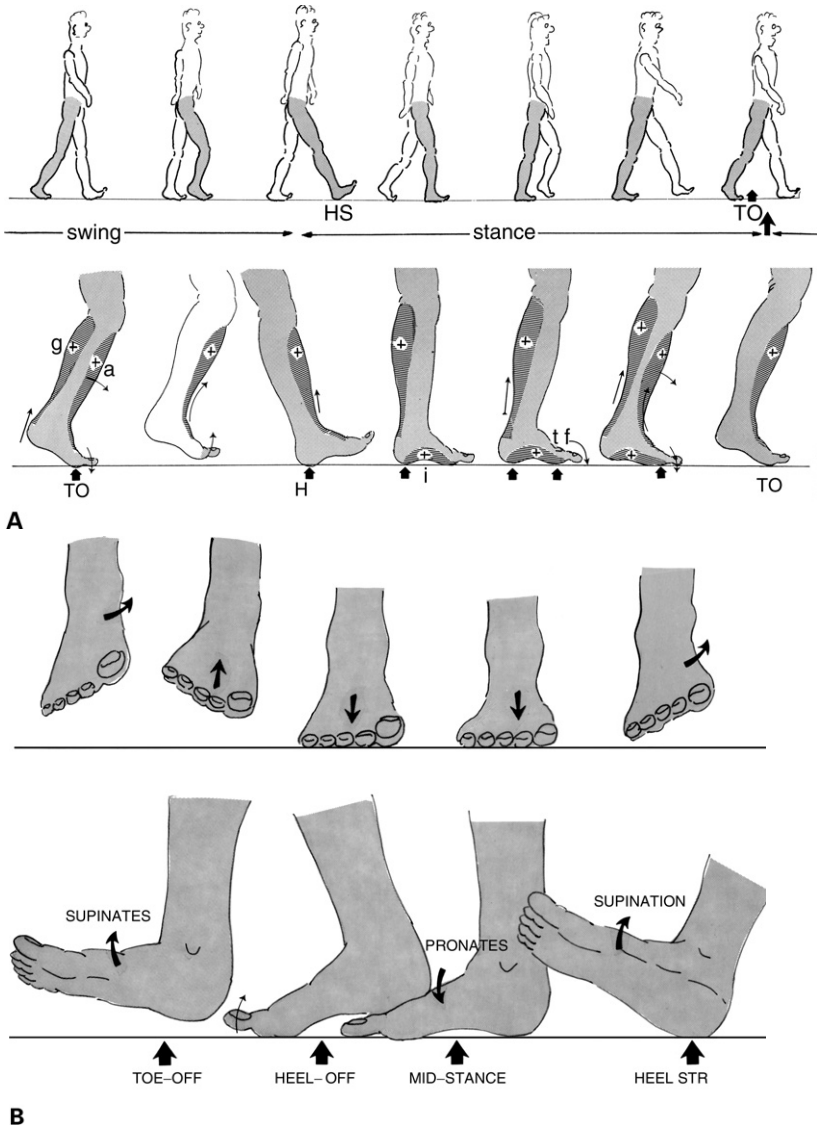 HS
TO
swing
stance
g
a
t f
TO
H
i
TO
A
SUPINATES
PRONATES
SUPINATION
TOE–OFF
HEEL–OFF
MID–STANCE
HEEL STR
B